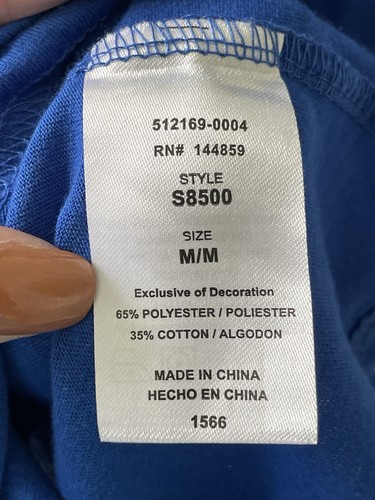 512169-0004
RN# 144859
STYLE
S8500
SIZE
M/M
Exclusive of Decoration
65% POLYESTER / POLIESTER
35% COTTON / ALGODON
MADE IN CHINA
HECHO EN CHINA
1566